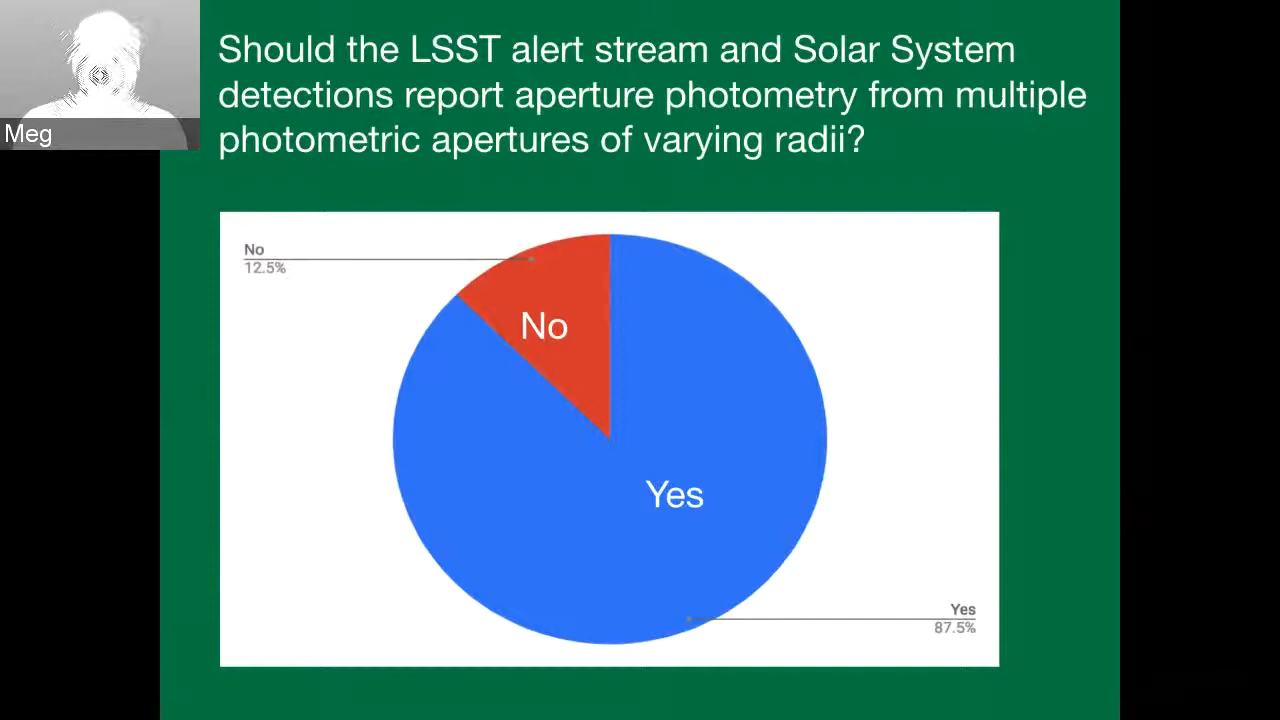 Meg
Should the LSST alert stream and Solar System
detections report aperture photometry from multiple
photometric apertures of varying radii?
No
12.5%
No
Yes
Yes
87.5%